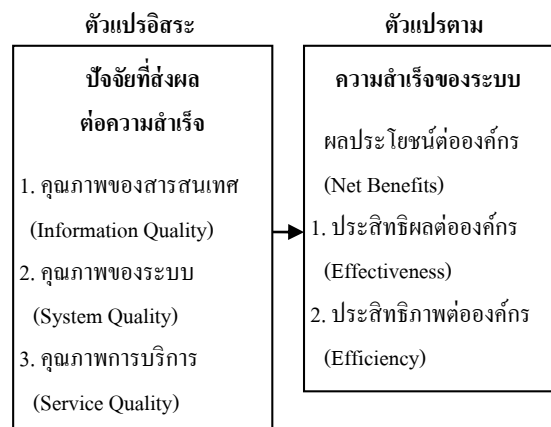 ตัวแปรอิสระ
ปัจจัยที่ส่งผล
ต่อความสำเร็จ
1. คุณภาพของสารสนเทศ
(Information Quality)
2. คุณภาพของระบบ
(System Quality)
3. คุณภาพการบริการ
(Service Quality)
ตัวแปรตาม
ความสำเร็จของระบบ
ผลประโยชน์ต่อองค์กร
(Net Benefits)
1. ประสิทธิผลต่อองค์กร
(Effectiveness)
2. ประสิทธิภาพต่อองค์กร
(Efficiency)